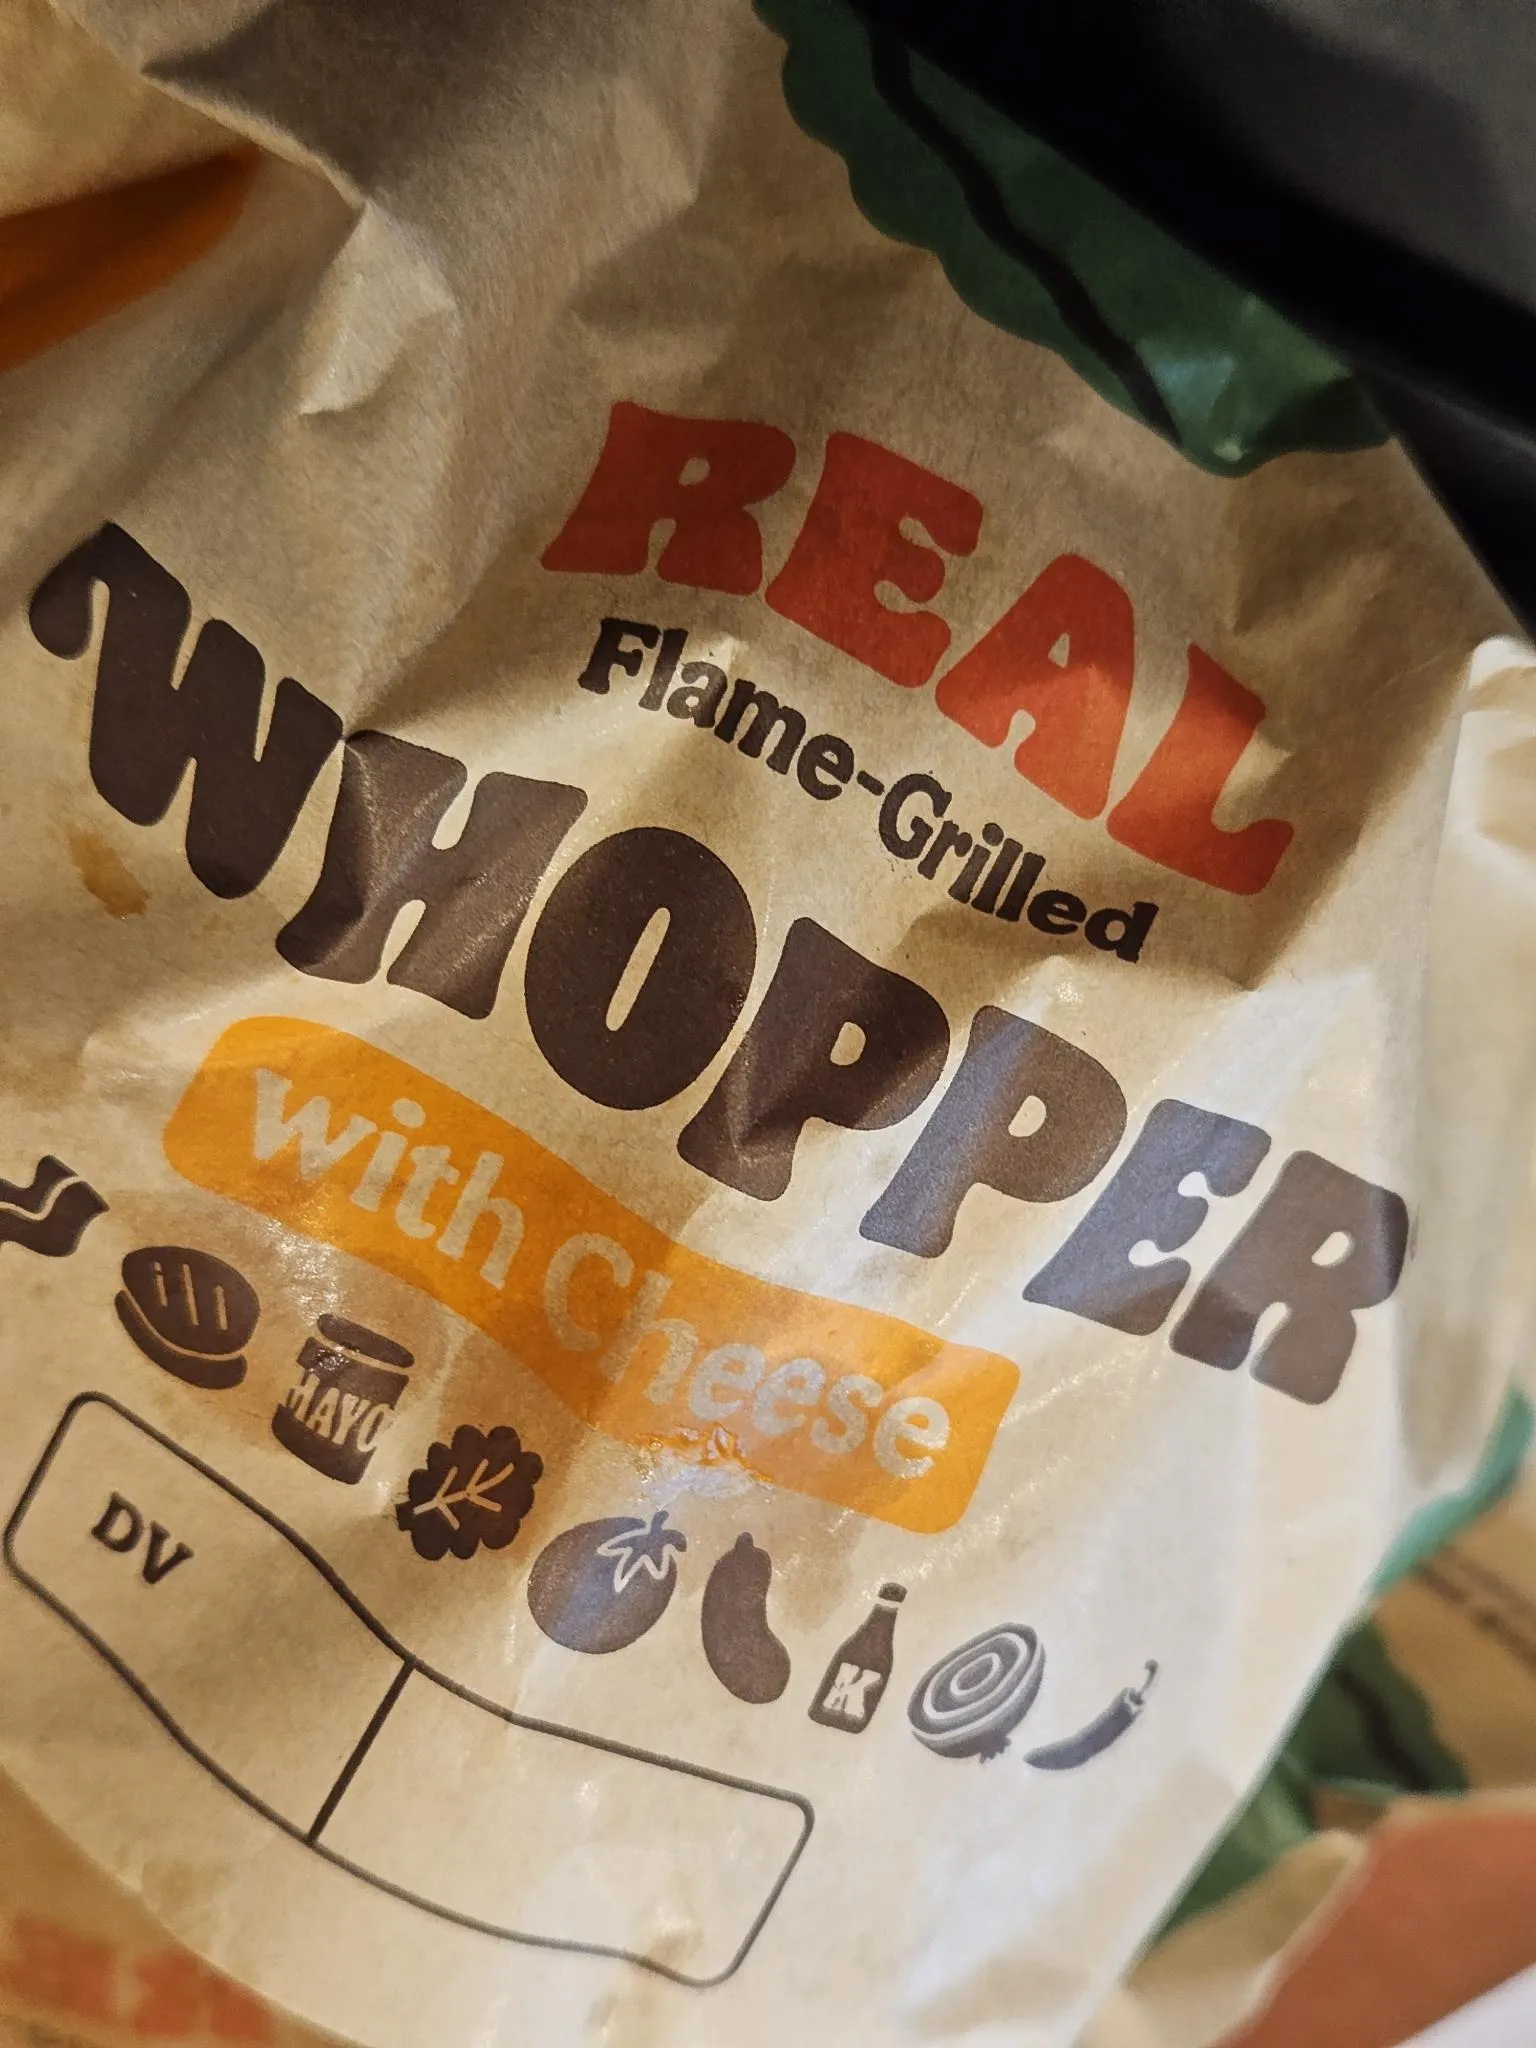 REAL
Flame-Grilled
WHOPPER
with Cheese
MAYO
K
DV